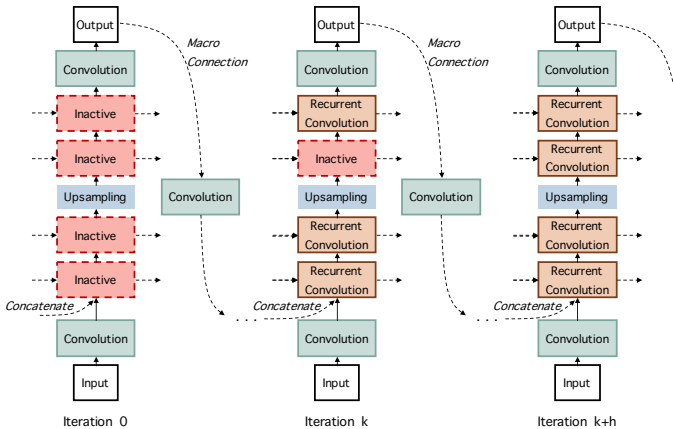 Output
Convolution
Inactive
Inactive
Upsampling
Inactive
Inactive
Concatenate
Convolution
Input
Iteration 0
Macro
Connection
Convolution
. . .
Output
Convolution
Recurrent
Convolution
Inactive
Upsampling
Recurrent
Convolution
Recurrent
Convolution
Concatenate
Convolution
Input
Iteration k
Macro
Connection
Convolution
. . .
Output
Convolution
Recurrent
Convolution
Recurrent
Convolution
Upsampling
Recurrent
Convolution
Recurrent
Convolution
Concatenate
Convolution
Input
Iteration k+h